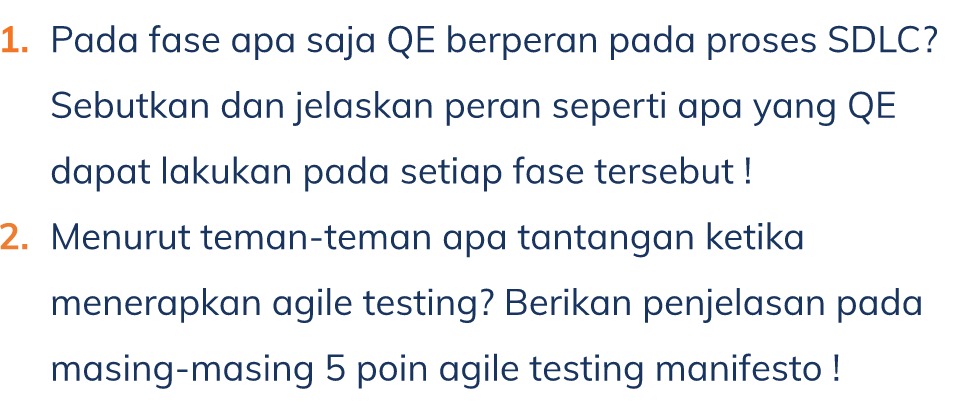 1. Pada fase apa saja QE berperan pada proses SDLC?
Sebutkan dan jelaskan peran seperti apa yang QE
dapat lakukan pada setiap fase tersebut !
2. Menurut teman-teman apa tantangan ketika
menerapkan agile testing? Berikan penjelasan pada
masing-masing 5 poin agile testing manifesto !